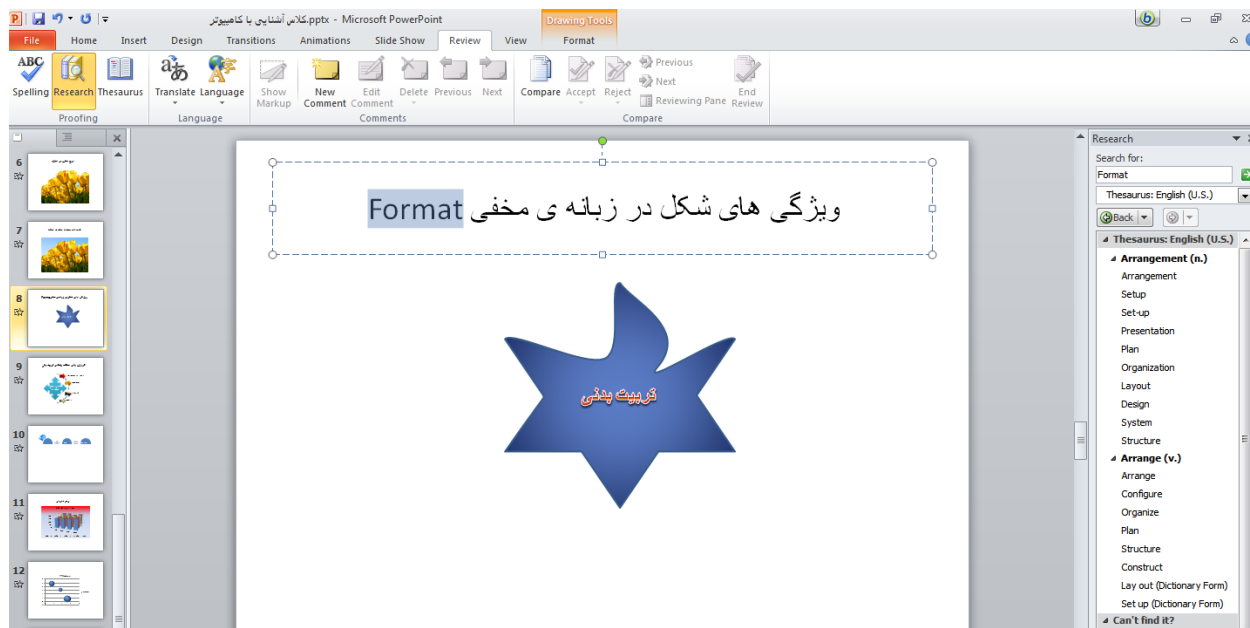 کلاس آشنایی با کامپیوتر.pptx - Microsoft PowerPoint
Drawing Tools
File Home Insert Design Transitions Animations Slide Show Review View Format
ABC
Spelling Research Thesaurus
Proofing
Translate Language
Language
Show Markup
New Comment
Edit Comment
Delete Previous Next
Comments
Compare Accept Reject
Previous
Next
Reviewing Pane
End Review
Compare
6
7
8
9
10
11
12
ویژگی های شکل در زبانه ی مخفی Format
تربیت بدنی
Research
Search for:
Format
Thesaurus: English (U.S.)
Back
Thesaurus: English (U.S.)
Arrangement (n.)
Arrangement
Setup
Set-up
Presentation
Plan
Organization
Layout
Design
System
Structure
Arrange (v.)
Arrange
Configure
Organize
Plan
Structure
Construct
Lay out (Dictionary Form)
Set up (Dictionary Form)
Can't find it?